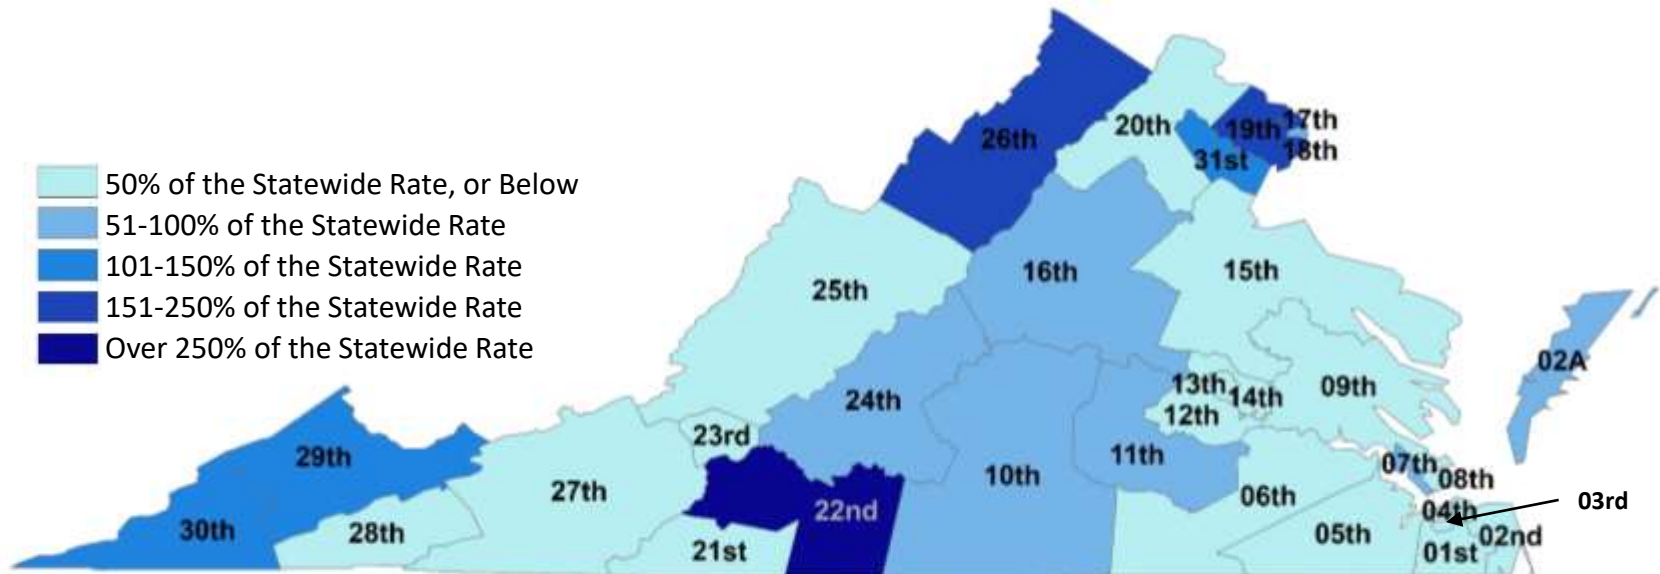 50% of the Statewide Rate, or Below
51-100% of the Statewide Rate
101-150% of the Statewide Rate
151-250% of the Statewide Rate
Over 250% of the Statewide Rate
26th
20th
19th
17th
18th
31st
25th
16th
15th
02A
24th
13th
14th
12th
09th
23rd
29th
27th
22nd
10th
11th
07th
08th
06th
03rd
04th
30th
28th
21st
05th
02nd
01st